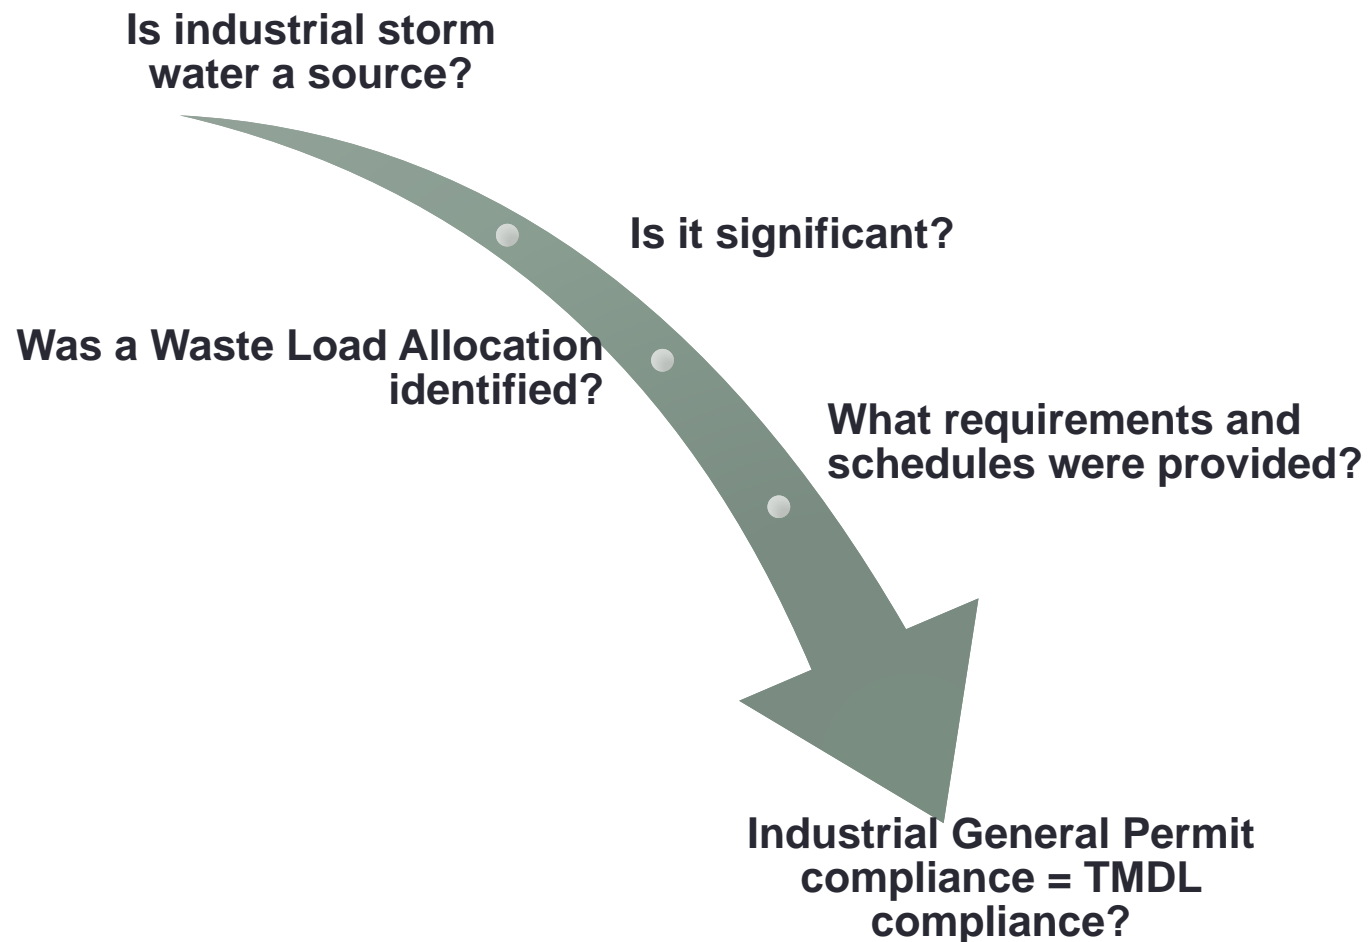 Is industrial storm
water a source?
Is it significant?
Was a Waste Load Allocation
identified?
What requirements and
schedules were provided?
Industrial General Permit
compliance = TMDL
compliance?